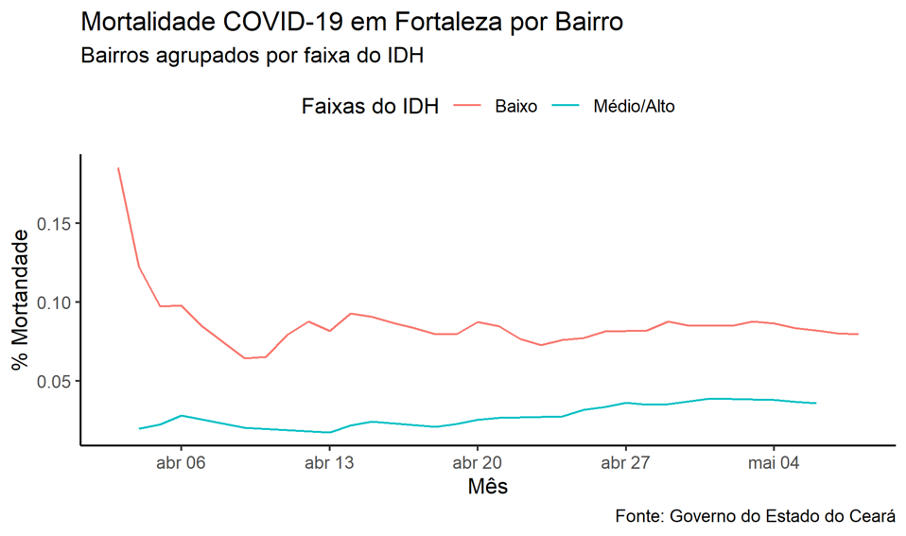 Mortalidade COVID-19 em Fortaleza por Bairro
Bairros agrupados por faixa do IDH
Faixas do IDH Baixo Médio/Alto
% Mortandade
0.15
0.10
0.05
abr 06 abr 13 abr 20 abr 27 mai 04
Mês
Fonte: Governo do Estado do Ceará